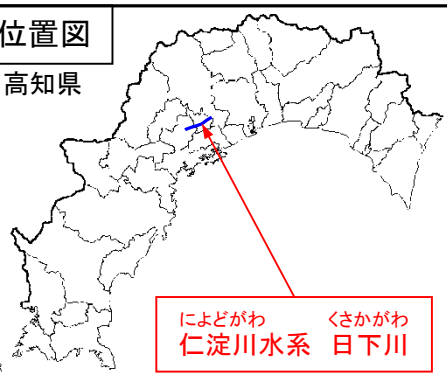 位置図
高知県
によどがわ　くさかがわ
仁淀川水系　日下川